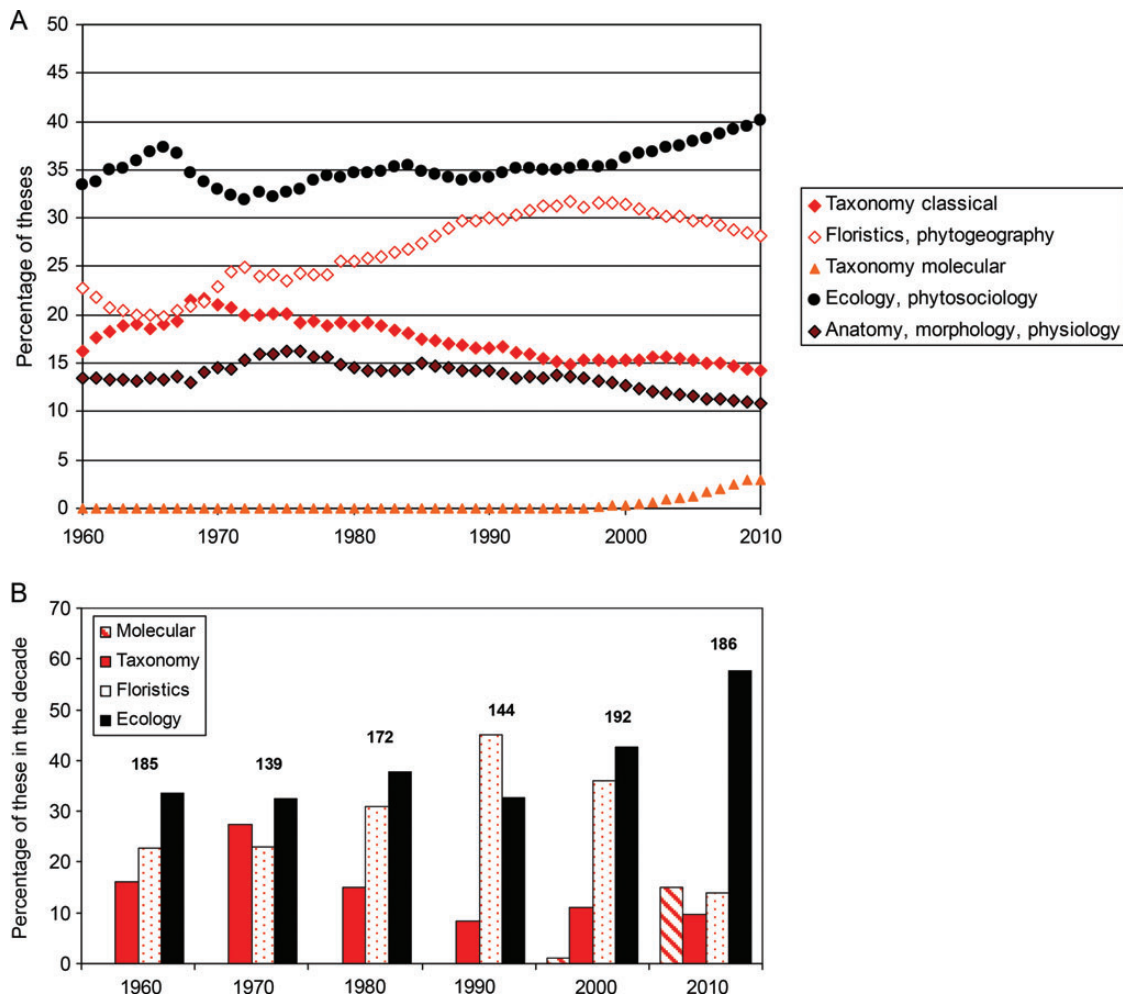 A
50
45
40
35
30
25
20
15
10
5
0
Percentage of theses
1960 1970 1980 1990 2000 2010
Taxonomy classical
Floristics, phytogeography
Taxonomy molecular
Ecology, phytosociology
Anatomy, morphology, physiology
B
70
60
50
40
30
20
10
0
Percentage of these in the decade
Molecular
Taxonomy
Floristics
Ecology
185 139 172 144 192 186
1960 1970 1980 1990 2000 2010